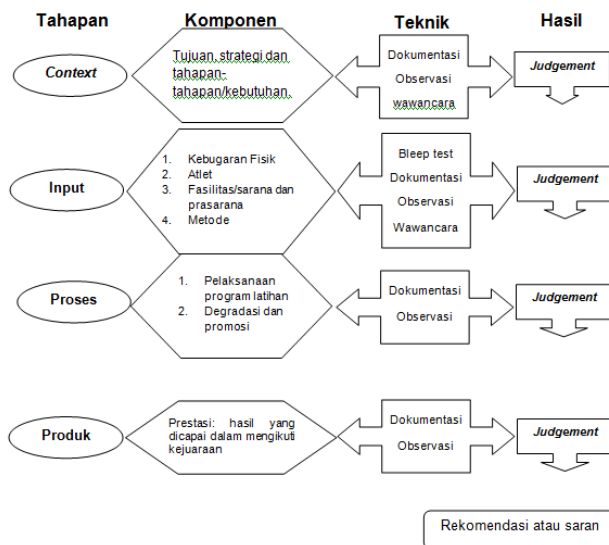 Tahapan Komponen Teknik Hasil
Context
Tujuan, strategi dan
tahapan-
tahapan/kebutuhan.
Dokumentasi
Observasi
wawancara
Judgement
Input
1. Kebugaran Fisik
2. Atlet
3. Fasilitas/sarana dan
prasarana
4. Metode
Bleep test
Dokumentasi
Observasi
Wawancara
Judgement
Proses
1. Pelaksanaan
program latihan
2. Degradasi dan
promosi
Dokumentasi
Observasi
Judgement
Produk
Prestasi: hasil yang
dicapai dalam mengikuti
kejuaraan
Dokumentasi
Observasi
Judgement
Rekomendasi atau saran